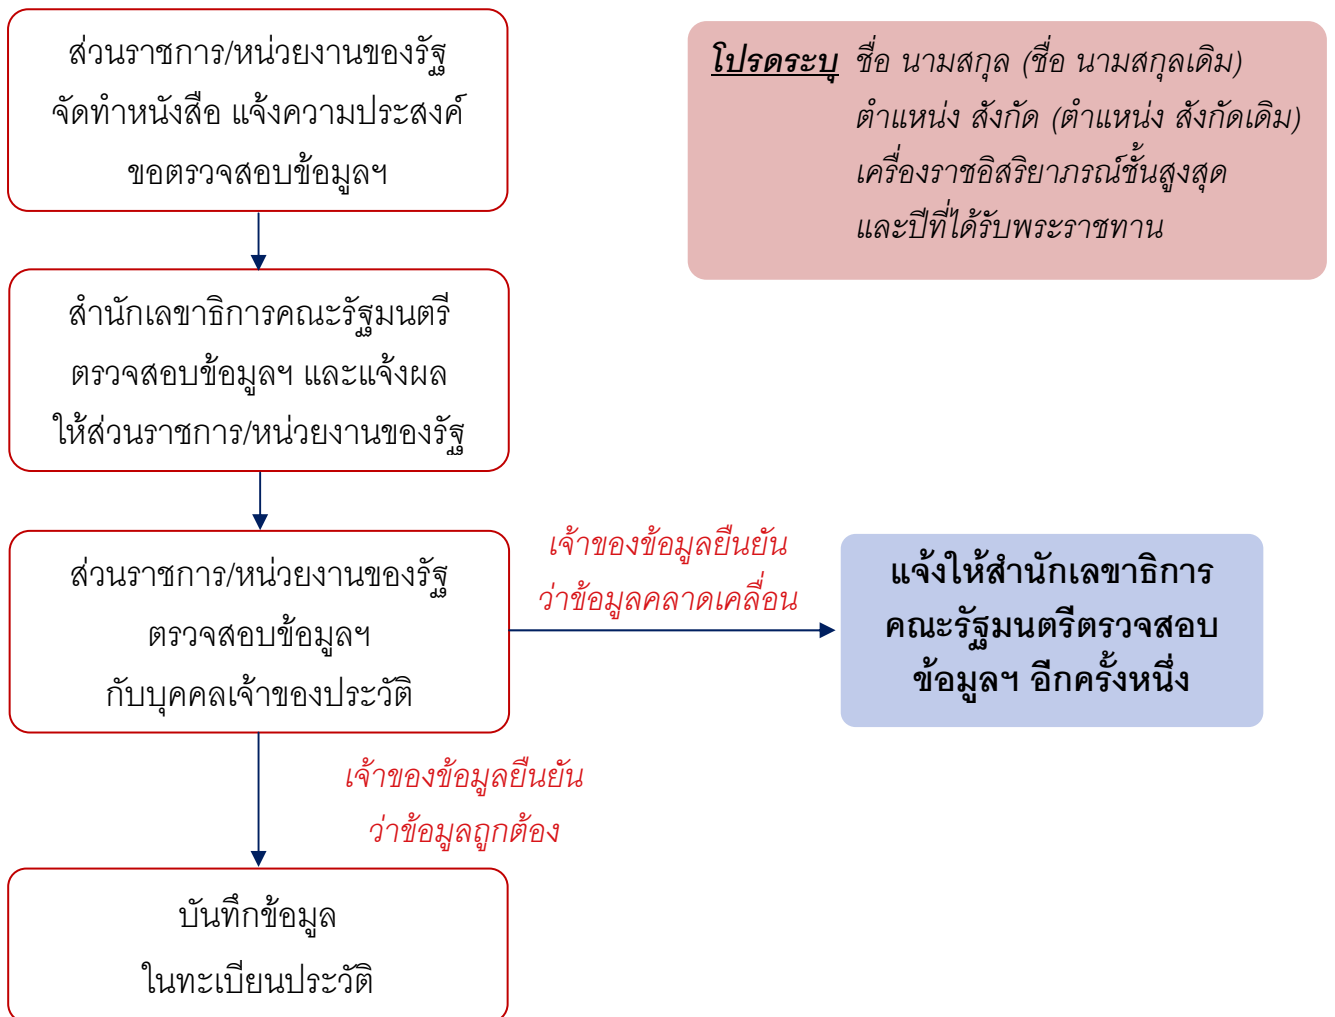 ส่วนราชการ/หน่วยงานของรัฐ
จัดทำหนังสือ แจ้งความประสงค์
ขอตรวจสอบข้อมูลฯ
โปรดระบุ ชื่อ นามสกุล (ชื่อ นามสกุลเดิม)
ตำแหน่ง สังกัด (ตำแหน่ง สังกัดเดิม)
เครื่องราชอิสริยาภรณ์ชั้นสูงสุด
และปีที่ได้รับพระราชทาน
สำนักเลขาธิการคณะรัฐมนตรี
ตรวจสอบข้อมูลฯ และแจ้งผล
ให้ส่วนราชการ/หน่วยงานของรัฐ
ส่วนราชการ/หน่วยงานของรัฐ
ตรวจสอบข้อมูลฯ
กับบุคคลเจ้าของประวัติ
เจ้าของข้อมูลยืนยัน
ว่าข้อมูลคลาดเคลื่อน
แจ้งให้สำนักเลขาธิการ
คณะรัฐมนตรีตรวจสอบ
ข้อมูลฯ อีกครั้งหนึ่ง
เจ้าของข้อมูลยืนยัน
ว่าข้อมูลถูกต้อง
บันทึกข้อมูล
ในทะเบียนประวัติ